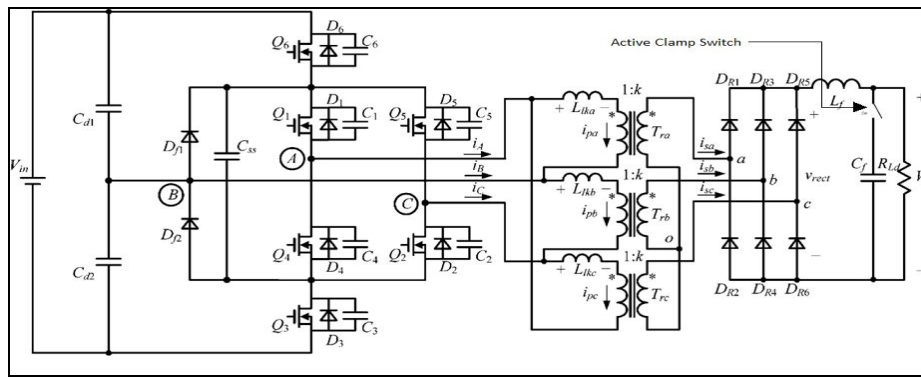 D6
Q6
C6
Active Clamp Switch
DR1 DR3 DR5
1:k
Lf
+
Cd1
Df1
Css
Q1
D1
C1
Q5
D5
C5
+ Llka −
*
*
ipa
Tra
isa
a
+
iA
A
Vin
B
iB
1:k
isb
b
vrect
Cf
RLd
V
C
iC
+ Llkb −
*
*
ipb
Trb
isc
c
Df2
o
1:k
Cd2
Q4
D4
C4
Q2
D2
C2
+ Llkc −
*
*
ipc
Trc
−
−
DR2 DR4 DR6
Q3
C3
D3